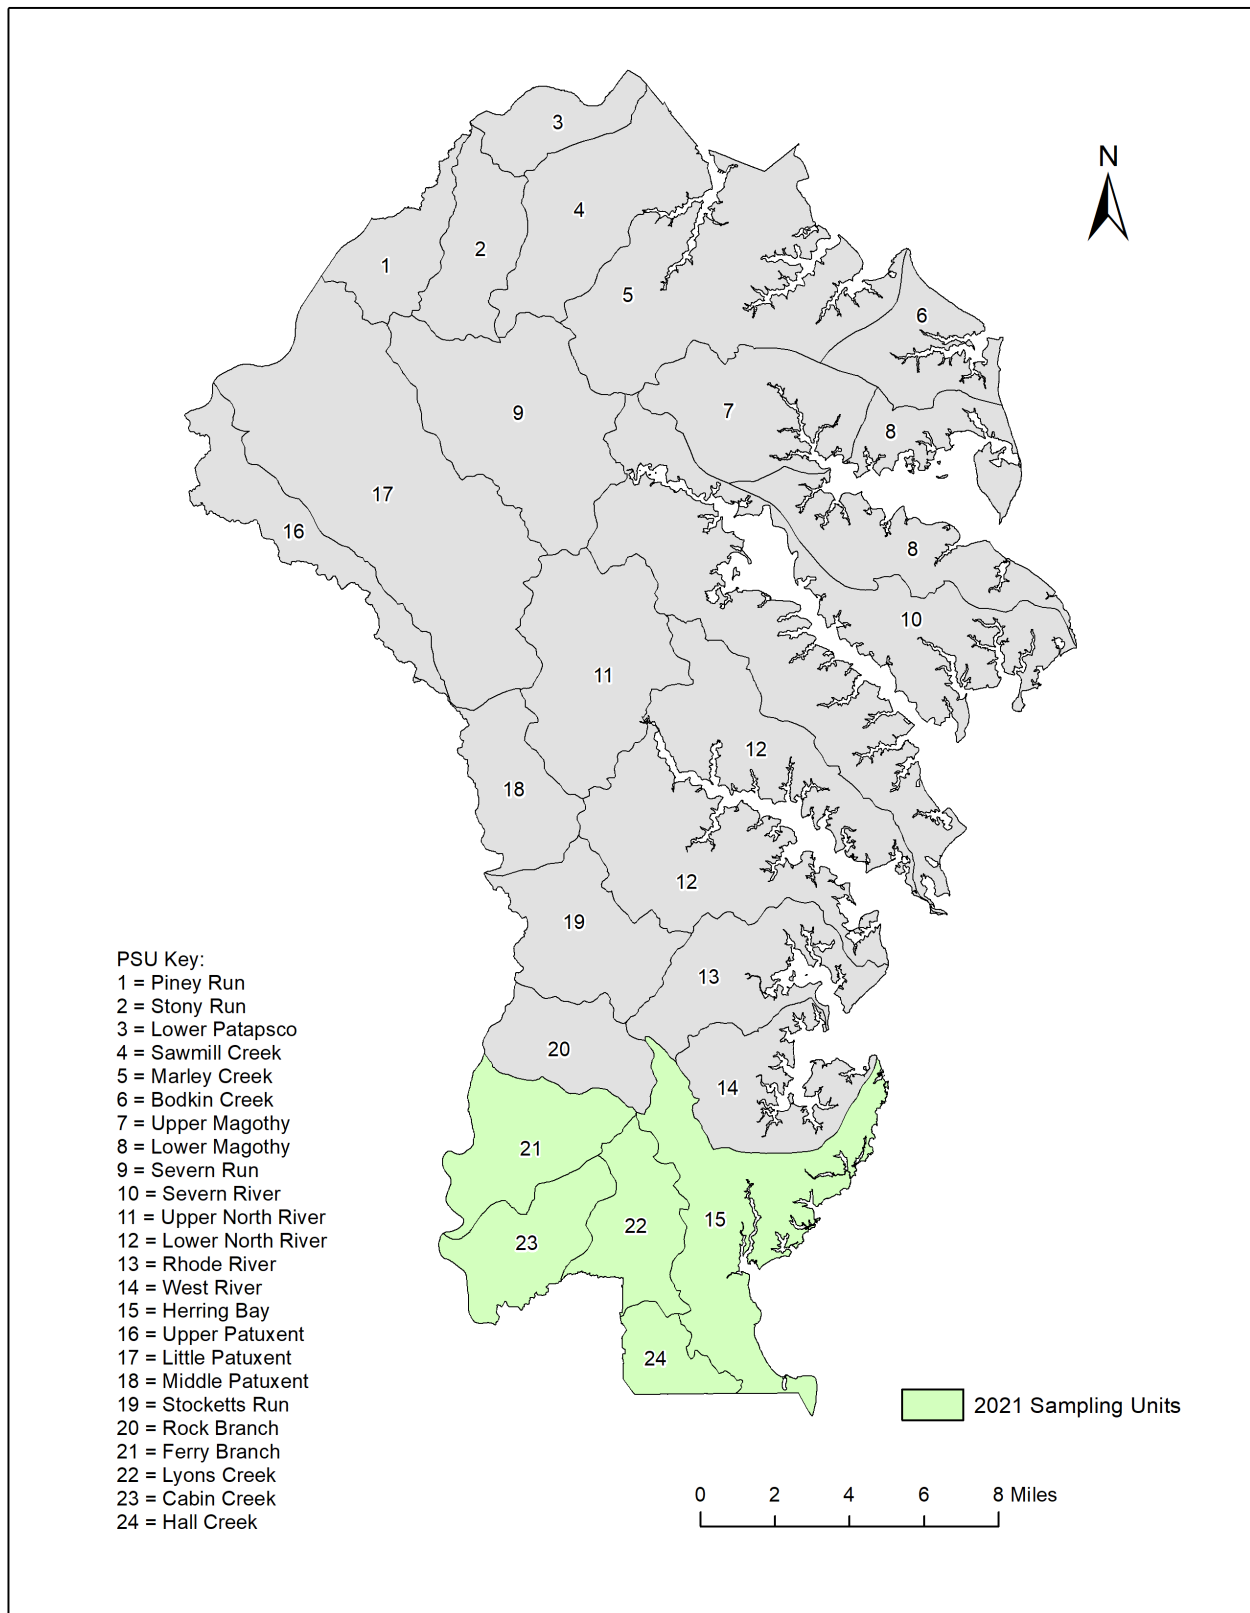 3
N
4
2
1
5
6
7
9
8
17
16
8
10
11
12
18
12
19
13
20
14
21
15
22
23
24
PSU Key:
1 = Piney Run
2 = Stony Run
3 = Lower Patapsco
4 = Sawmill Creek
5 = Marley Creek
6 = Bodkin Creek
7 = Upper Magothy
8 = Lower Magothy
9 = Severn Run
10 = Severn River
11 = Upper North River
12 = Lower North River
13 = Rhode River
14 = West River
15 = Herring Bay
16 = Upper Patuxent
17 = Little Patuxent
18 = Middle Patuxent
19 = Stocketts Run
20 = Rock Branch
21 = Ferry Branch
22 = Lyons Creek
23 = Cabin Creek
24 = Hall Creek
2021 Sampling Units
0 2 4 6 8 Miles